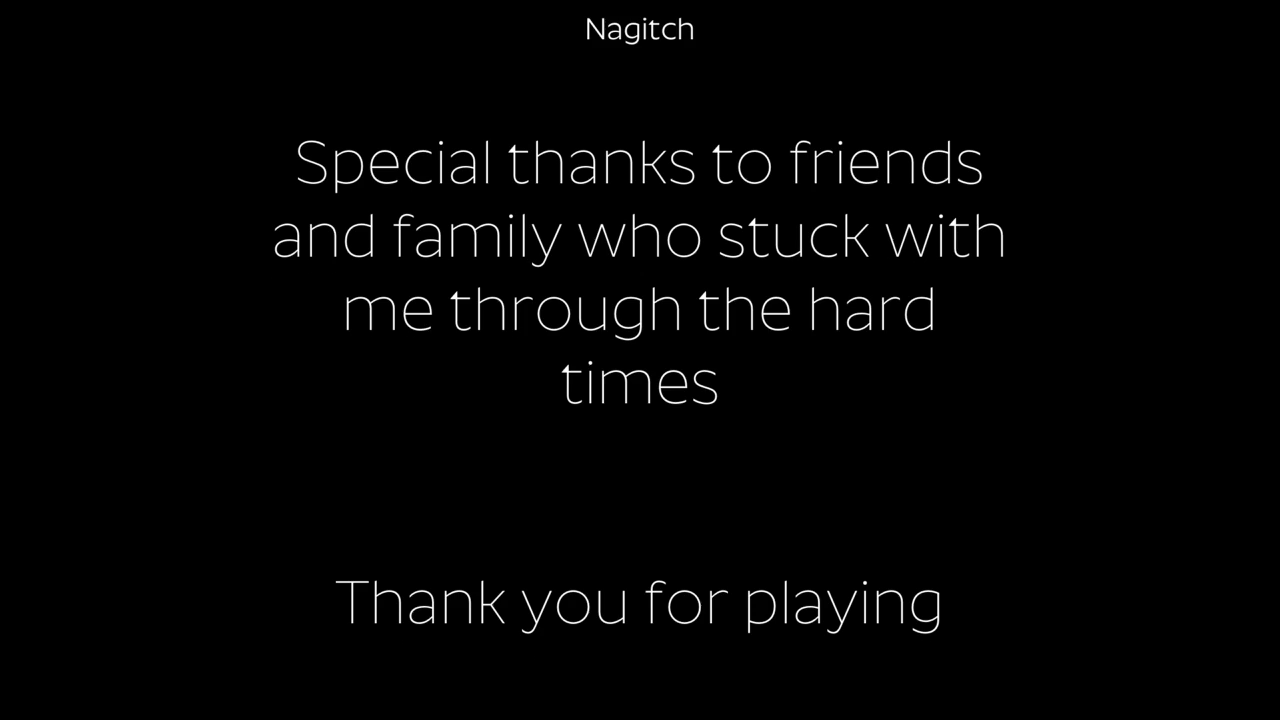 Nagitch
Special thanks to friends
and family who stuck with
me through the hard
times
Thank you for playing